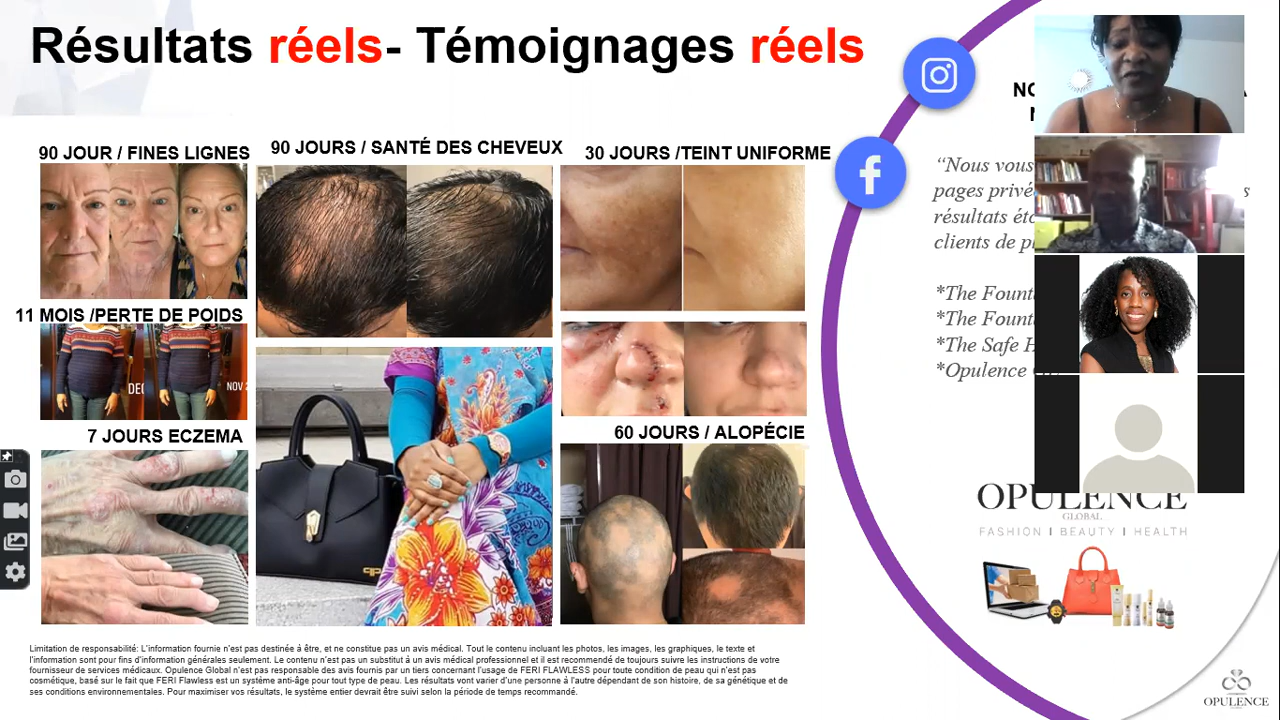 Résultats réels- Témoignages réels
90 JOUR / FINES LIGNES
90 JOURS / SANTÉ DES CHEVEUX
30 JOURS /TEINT UNIFORME
11 MOIS /PERTE DE POIDS
NOV 2
7 JOURS ECZEMA
60 JOURS / ALOPÉCIE
“Nous vous
pages
résultats
clients de
*The
*The
*The Safe
*Opulence
OPULENCE
GLOBAL
FASHION I BEAUTY I HEALTH
Limitation de responsabilité: L'information fournie n'est pas destinée à être, et ne constitue pas un avis médical. Tout le contenu incluant les photos, les images, les graphiques, le texte et
l'information sont pour fins d'information générales seulement. Le contenu n'est pas un substitut à un avis médical professionnel et il est recommendé de toujours suivre les instructions de votre
fournisseur de services médicaux. Opulence Global n'est pas responsable des avis fournis par un tiers concernant l'usage de FERI FLAWLESS pour toute condition de peau qui n'est pas
cosmétique, basé sur le fait que FERI Flawless est un système anti-âge pour tout type de peau. Les résultats vont varier d'une personne à l'autre dépendant de son histoire, de sa génétique et de
ses conditions environnementales. Pour maximiser vos résultats, le système entier devrait être suivi selon la période de temps recommandé.
OPULENCE